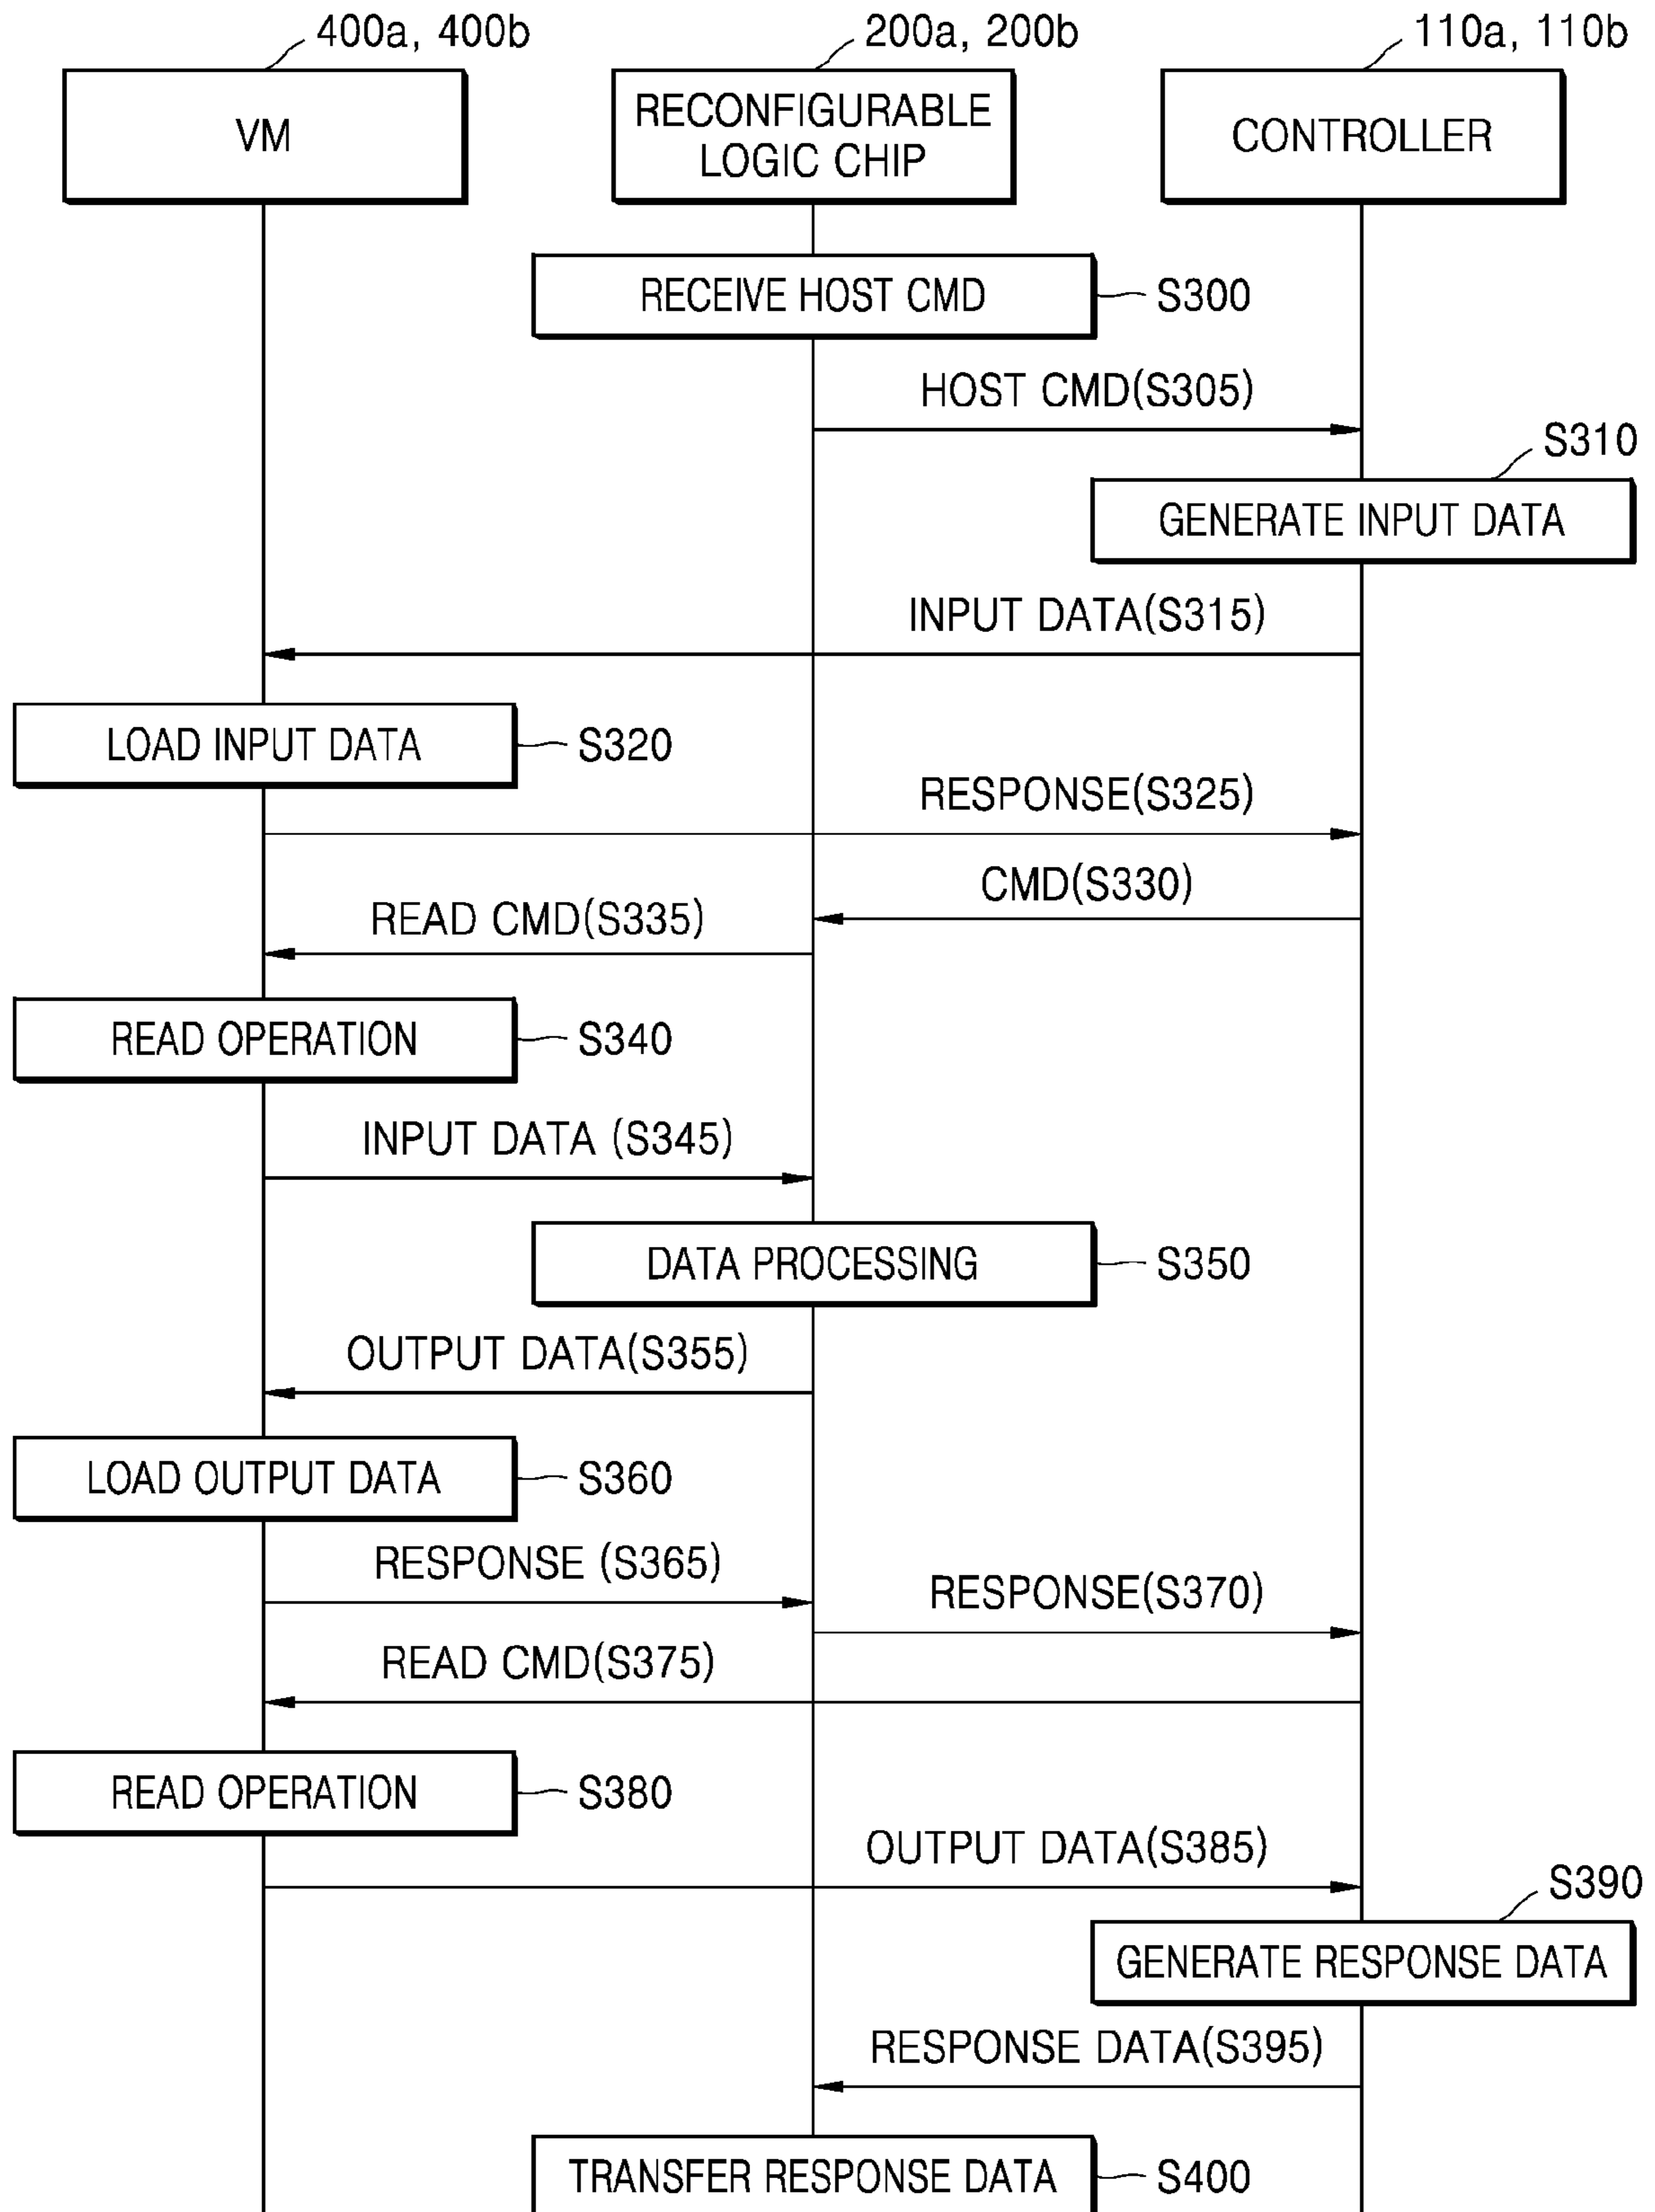 400a, 400b
200a, 200b
110a, 110b
VM
RECONFIGURABLE
LOGIC CHIP
CONTROLLER
RECEIVE HOST CMD
S300
HOST CMD(S305)
S310
GENERATE INPUT DATA
INPUT DATA(S315)
LOAD INPUT DATA
S320
RESPONSE(S325)
CMD(S330)
READ CMD(S335)
READ OPERATION
S340
INPUT DATA (S345)
DATA PROCESSING
S350
OUTPUT DATA(S355)
LOAD OUTPUT DATA
S360
RESPONSE (S365)
RESPONSE(S370)
READ CMD(S375)
READ OPERATION
S380
OUTPUT DATA(S385)
S390
GENERATE RESPONSE DATA
RESPONSE DATA(S395)
TRANSFER RESPONSE DATA
S400